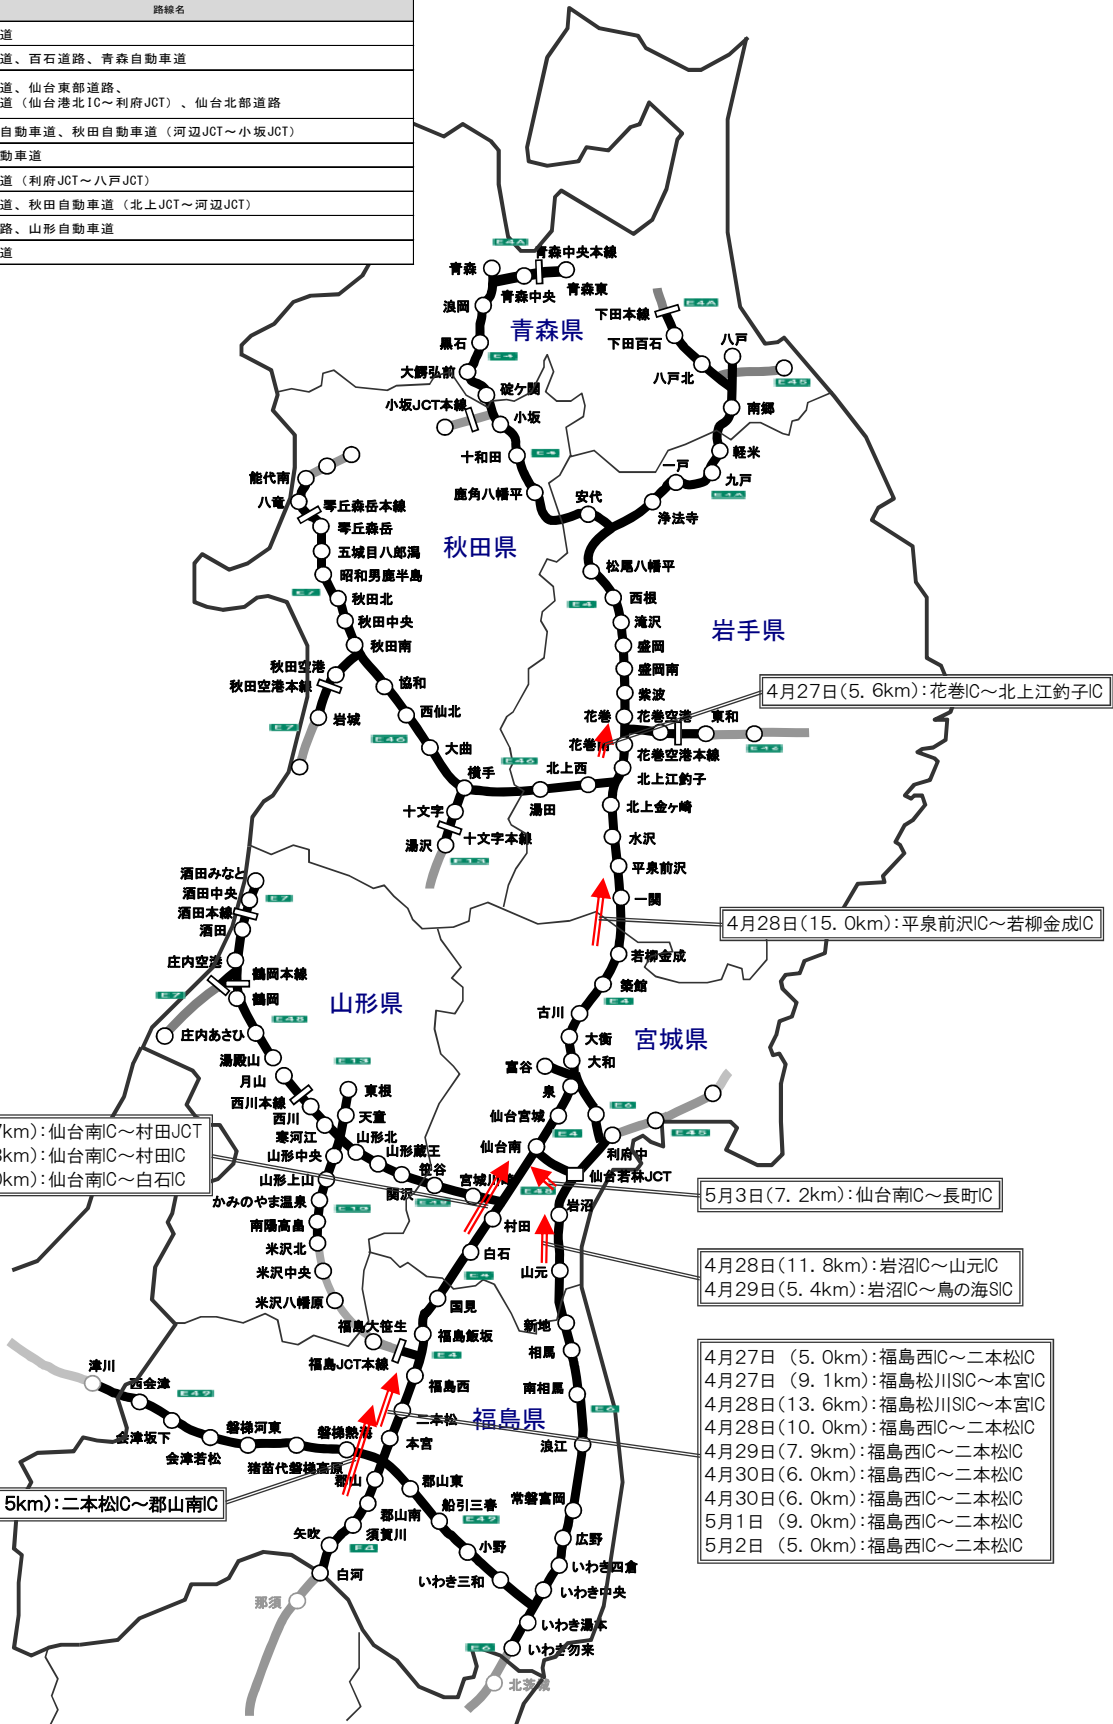 路線名
道
道、百石道路、青森自動車道
道、仙台東部道路、
道（仙台港北IC～利府JCT）、仙台北部道路
自動車道、秋田自動車道（河辺JCT～小坂JCT）
動車道
道（利府JCT～八戸JCT）
道、秋田自動車道（北上JCT～河辺JCT）
路、山形自動車道
道
E4A
青森中央本線
青森
青森中央
青森東
浪岡
青森県
下田本線
E4A
黒石
下田百石
八戸
E4
大鰐弘前
八戸北
E45
碇ケ関
小坂JCT本線
小坂
南郷
十和田
E4
軽米
一戸
九戸
能代南
鹿角八幡平
E4A
八竜
琴丘森岳本線
安代
浄法寺
琴丘森岳
秋田県
五城目八郎潟
昭和男鹿半島
松尾八幡平
E7
秋田北
E4
西根
秋田中央
滝沢
岩手県
秋田南
盛岡
秋田空港
盛岡南
秋田空港本線
協和
紫波
4月27日(5.6km):花巻IC～北上江釣子IC
岩城
西仙北
花巻
花巻空港
東和
E7
E46
大曲
花巻空港本線
E46
E46
横手
北上西
北上江釣子
十文字
湯田
北上金ヶ崎
十文字本線
水沢
湯沢
E13
平泉前沢
酒田みなと
酒田中央
E7
一関
酒田本線
4月28日(15.0km):平泉前沢IC～若柳金成IC
酒田
若柳金成
庄内空港
鶴岡本線
築館
E7
鶴岡
E4
山形県
古川
E48
庄内あさひ
大衡
宮城県
湯殿山
E13
富谷
大和
月山
泉
西川本線
東根
西川
天童
仙台宮城
E6
寒河江
山形北
E4
E45
7km):仙台南IC～村田JCT
仙台南
利府中
山形中央
山形蔵王
km):仙台南IC～村田IC
笹谷
仙台若林JCT
km):仙台南IC～白石IC
山形上山
関沢
宮城川崎
E48
5月3日(7.2km):仙台南IC～長町IC
かみのやま温泉
E48
岩沼
南陽高畠
村田
米沢北
白石
4月28日(11.8km):岩沼IC～山元IC
米沢中央
E4
山元
4月29日(5.4km):岩沼IC～鳥の海SIC
米沢八幡原
国見
福島大笹生
新地
福島飯坂
津川
福島JCT本線
E4
相馬
4月27日 (5.0km):福島西IC～二本松IC
西会津
E49
福島西
4月27日 (9.1km):福島松川SIC～本宮IC
南相馬
4月28日(13.6km):福島松川SIC～本宮IC
E6
二本松
福島県
4月28日(10.0km):福島西IC～二本松IC
会津坂下
磐梯河東
磐梯熱海
本宮
浪江
4月29日(7.9km):福島西IC～二本松IC
会津若松
猪苗代磐梯高原
4月30日(6.0km):福島西IC～二本松IC
郡山
郡山東
4月30日(6.0km):福島西IC～二本松IC
5km):二本松IC～郡山南IC
船引三春
常磐富岡
5月1日 (9.0km):福島西IC～二本松IC
郡山南
E49
矢吹
須賀川
広野
5月2日 (5.0km):福島西IC～二本松IC
E4
小野
白河
いわき三和
いわき四倉
いわき中央
那須
いわき湯本
E6
いわき勿来
北茨城